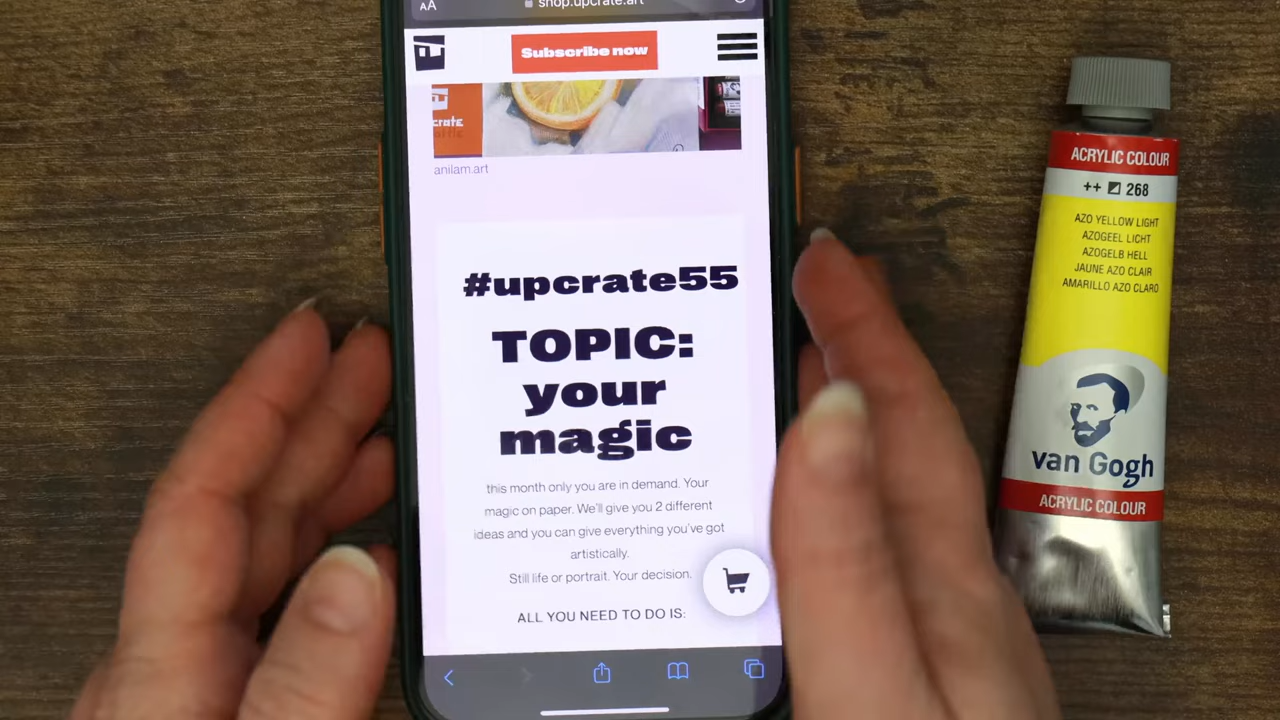 AA
shop.upcrate.art
Subscribe now
crate
anilam.art
#upcrate55
TOPIC:
your
magic
this month only you are in demand. Your
magic on paper. We'll give you 2 different
ideas and you can give everything you've got
artistically.
Still life or portrait. Your decision.
ALL YOU NEED TO DO IS:
ACRYLIC COLOUR
++ 268
AZO YELLOW LIGHT
AZOGEEL LICHT
AZOGELB HELL
JAUNE AZO CLAIR
AMARILLO AZO CLARO
van Gogh
ACRYLIC COLOUR